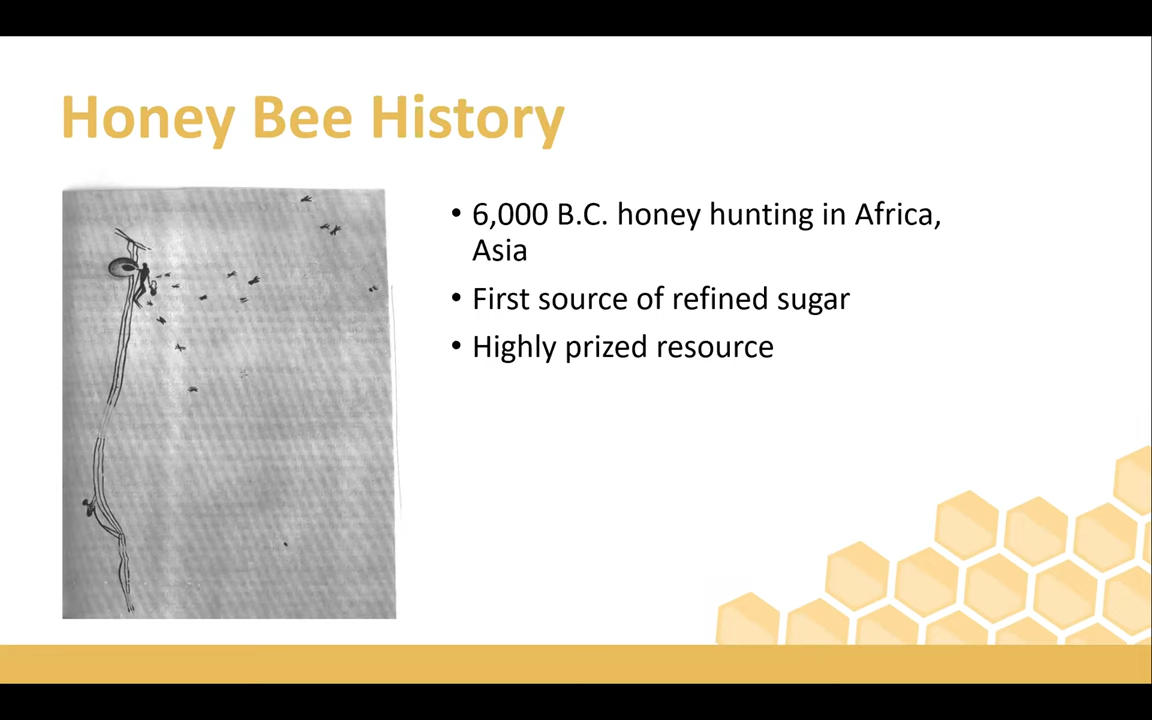 Honey Bee History
• 6,000 B.C. honey hunting in Africa,
Asia
• First source of refined sugar
• Highly prized resource